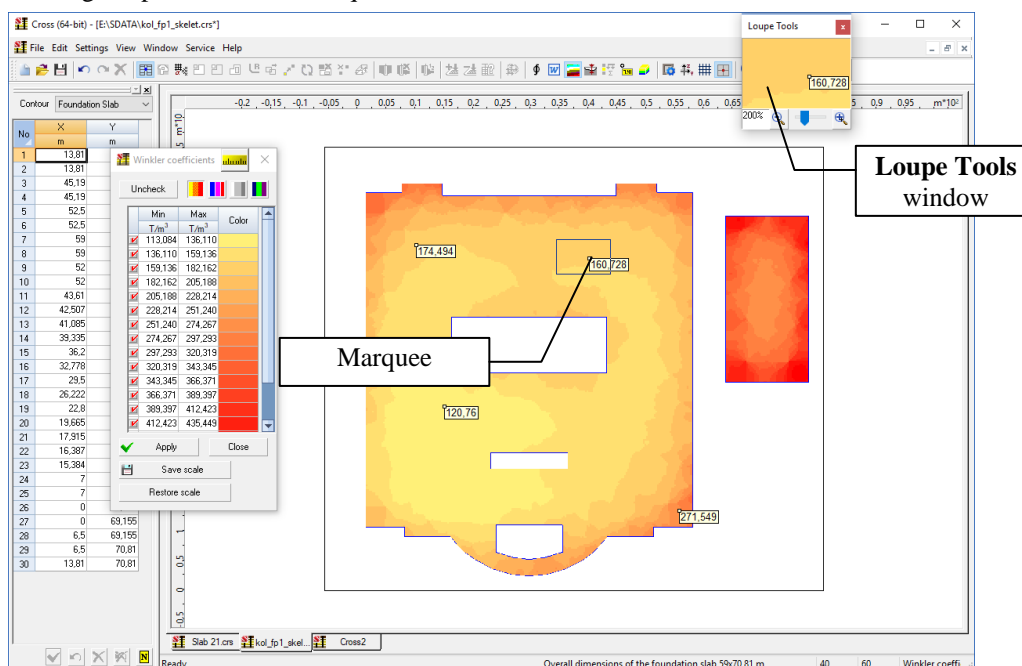 Cross (64-bit) - [E:\SDATA\kol_fp1_skelet.crs*]
File Edit Settings View Window Service Help
Loupe Tools
160,728
200%
Loupe Tools
window
Contour Foundation Slab
No X Y
m m
1 13,81
2 13,81
3 45,19
4 45,19
5 52,5
6 52,5
7 59
8 59
9 52
10 52
11 43,61
12 42,507
13 41,085
14 39,335
15 36,2
16 32,778
17 29,5
18 26,222
19 22,8
20 19,665
21 17,915
22 16,387
23 15,384
24 7
25 7
26 0
27 0 69,155
28 6,5 69,155
29 6,5 70,81
30 13,81 70,81
-0,2 -0,15 -0,1 -0,05 0 0,05 0,1 0,15 0,2 0,25 0,3 0,35 0,4 0,45 0,5 0,55 0,6 0,65 0,9 0,95 m*10²
Winkler coefficients
Uncheck
Min Max Color
T/m³ T/m³
113,084 136,110
136,110 159,136
159,136 182,162
182,162 205,188
205,188 228,214
228,214 251,240
251,240 274,267
274,267 297,293
297,293 320,319
320,319 343,345
343,345 366,371
366,371 389,397
389,397 412,423
412,423 435,449
Apply Close
Save scale
Restore scale
174,494
160,728
Marquee
120,76
271,549
0,5
0
-0,5
Slab 21.crs kol_fp1_skel... Cross2
Ready Overall dimensions of the foundation slab 59x70,81 m 40 60 Winkler coeffi